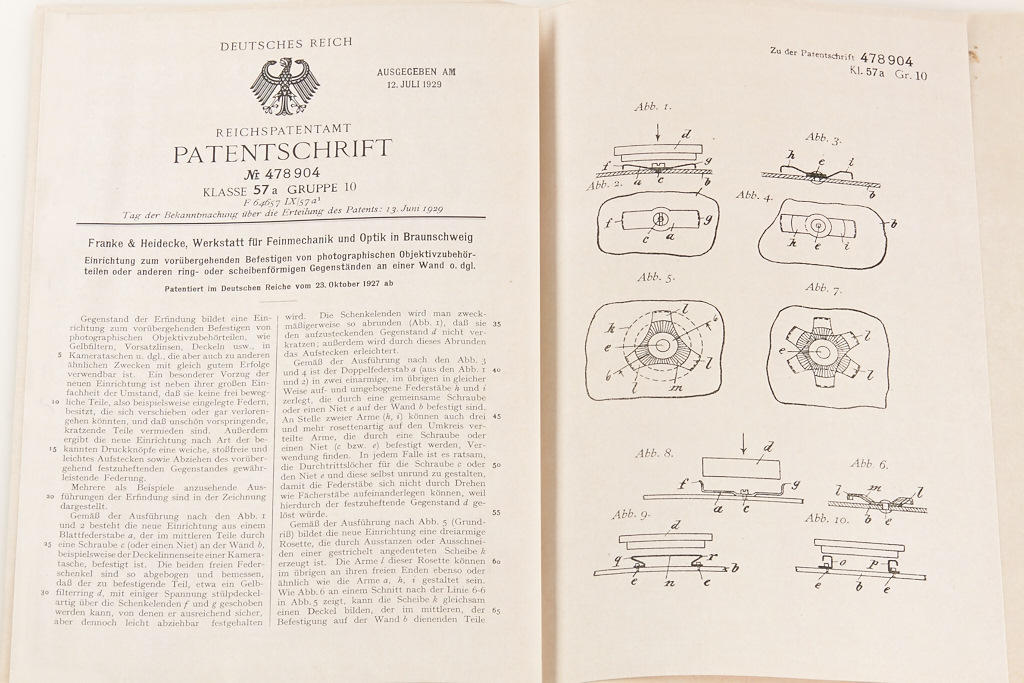 DEUTSCHES REICH
AUSGEGEBEN AM
12. JULI 1929
REICHSPATENTAMT
PATENTSCHRIFT
№ 478904
KLASSE 57a GRUPPE 10
F 64657 IX/57a¹
Tag der Bekanntmachung über die Erteilung des Patents: 13. Juni 1929
Franke & Heidecke, Werkstatt für Feinmechanik und Optik in Braunschweig
Einrichtung zum vorübergehenden Befestigen von photographischen Objektivzubehör-
teilen oder anderen ring- oder scheibenförmigen Gegenständen an einer Wand o. dgl.
Patentiert im Deutschen Reiche vom 23. Oktober 1927 ab
Gegenstand der Erfindung bildet eine Ein-
richtung zum vorübergehenden Befestigen von
photographischen Objektivzubehörteilen, wie
Gelbfiltern, Vorsatzlinsen, Deckeln usw., in
5 Kamerataschen u. dgl., die aber auch zu anderen
ähnlichen Zwecken mit gleich gutem Erfolge
verwendbar ist. Ein besonderer Vorzug der
neuen Einrichtung ist neben ihrer großen Ein-
fachheit der Umstand, daß sie keine frei beweg-
10 liche Teile, also beispielsweise eingelegte Federn,
besitzt, die sich verschieben oder gar verloren-
gehen könnten, und daß unschön vorspringende,
kratzende Teile vermieden sind. Außerdem
ergibt die neue Einrichtung nach Art der be-
15 kannten Druckknöpfe eine weiche, stoßfreie und
leichtes Aufstecken sowie Abziehen des vorüber-
gehend festzuhaltenden Gegenstandes gewähr-
leistende Federung.
Mehrere als Beispiele anzusehende Aus-
20 führungen der Erfindung sind in der Zeichnung
dargestellt.
Gemäß der Ausführung nach den Abb. 1
und 2 besteht die neue Einrichtung aus einem
Blattfederstabe a, der im mittleren Teile durch
25 eine Schraube c (oder einen Niet) an der Wand b,
beispielsweise der Deckelinnenseite einer Kamera-
tasche, befestigt ist. Die beiden freien Feder-
schenkel sind so abgebogen und bemessen,
daß der zu befestigende Teil, etwa ein Gelb-
30 filterring d, mit einiger Spannung stülpdeckel-
artig über die Schenkelenden f und g geschoben
werden kann, von denen er ausreichend sicher,
aber dennoch leicht abziehbar festgehalten
wird. Die Schenkelenden wird man zweck-
mäßigerweise so abrunden (Abb. 1), daß sie 35
den aufzusteckenden Gegenstand d nicht ver-
kratzen; außerdem wird durch dieses Abrunden
das Aufstecken erleichtert.
Gemäß der Ausführung nach den Abb. 3
und 4 ist der Doppelfederstab a (aus den Abb. 1 40
und 2) in zwei einarmige, im übrigen in gleicher
Weise auf- und umgebogene Federstäbe h und i
zerlegt, die durch eine gemeinsame Schraube
oder einen Niet e auf der Wand b befestigt sind.
An Stelle zweier Arme (h, i) können auch drei 45
und mehr rosettenartig auf den Umkreis ver-
teilte Arme, die durch eine Schraube oder
einen Niet (c bzw. e) befestigt werden, Ver-
wendung finden. In jedem Falle ist es ratsam,
die Durchtrittslöcher für die Schraube c oder 50
den Niet e und diese selbst unrund zu gestalten,
damit die Federstäbe sich nicht durch Drehen
wie Fächerstäbe aufeinanderlegen können, weil
hierdurch der festzuhaltende Gegenstand d ge-
löst würde. 55
Gemäß der Ausführung nach Abb. 5 (Grund-
riß) bildet die neue Einrichtung eine dreiarmige
Rosette, die durch Ausstanzen oder Ausschnei-
den einer gestrichelt angedeuteten Scheibe k
erzeugt ist. Die Arme l dieser Rosette können 60
im übrigen an ihren freien Enden ebenso oder
ähnlich wie die Arme a, h, i gestaltet sein.
Wie Abb. 6 an einem Schnitt nach der Linie 6-6
in Abb. 5 zeigt, kann die Scheibe k gleichsam
einen Deckel bilden, der im mittleren, der 65
Befestigung auf der Wand b dienenden Teile
Zu der Patentschrift 478904
Kl. 57a Gr. 10
Abb. 1.
d
f g
a c b
Abb. 2.
f g
c a
Abb. 3.
h e i
b
Abb. 4.
b
h e i
Abb. 5.
l
k 6
e
l
6 l m
Abb. 7.
l
l
Abb. 8.
d
f g
a c
Abb. 6.
l m l
b e
Abb. 9.
d
q r
e n e b
Abb. 10.
o p
e b e